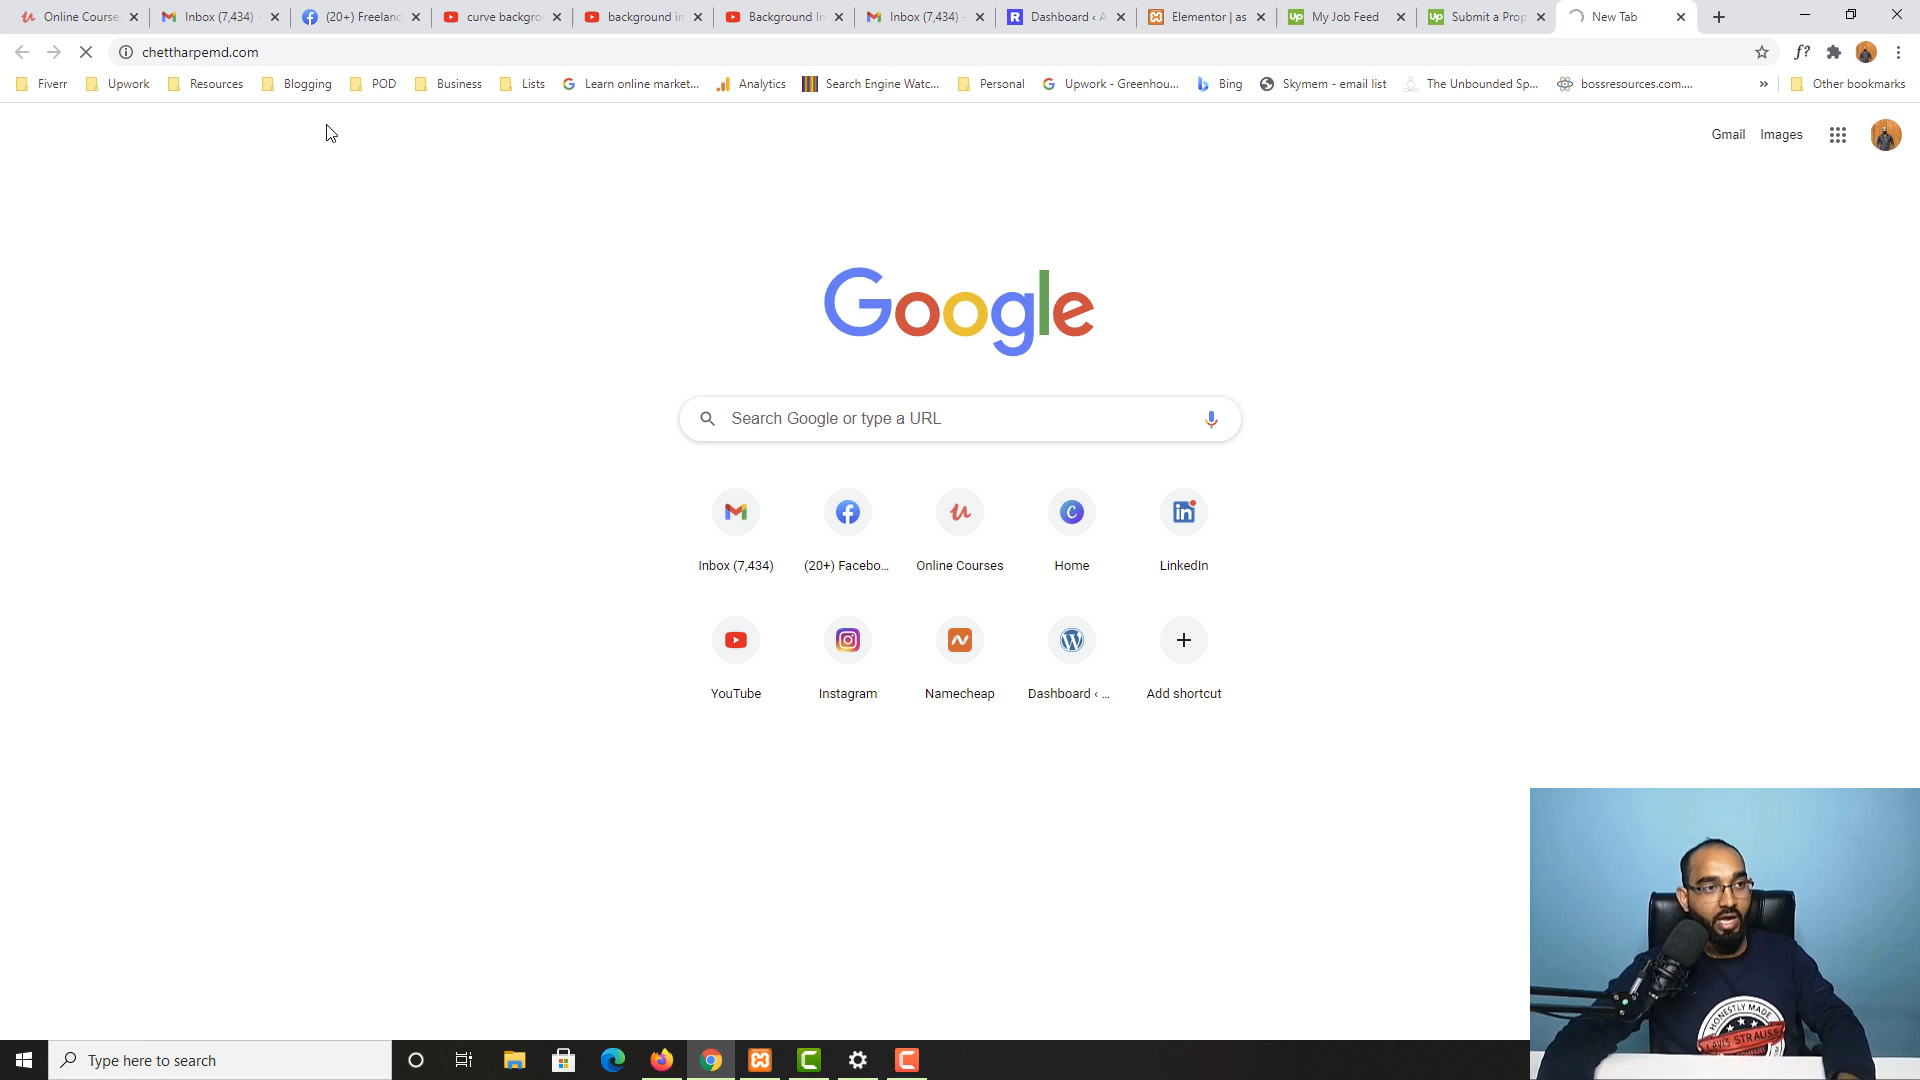 Online Course
Inbox (7,434) -
(20+) Freelanc
curve backgro
background in
Background In
Inbox (7,434) -
Dashboard ‹ A
Elementor | as
My Job Feed
Submit a Prop
New Tab
chettharpemd.com
Fiverr
Upwork
Resources
Blogging
POD
Business
Lists
Learn online market...
Analytics
Search Engine Watc...
Personal
Upwork - Greenhou...
Bing
Skymem - email list
The Unbounded Sp...
bossresources.com....
»
Other bookmarks
Gmail
Images
Google
Search Google or type a URL
Inbox (7,434)
(20+) Facebo...
Online Courses
Home
LinkedIn
YouTube
Instagram
Namecheap
Dashboard ‹ ...
Add shortcut
HONESTLY MADE
LEVI'S STRAUSS
Type here to search